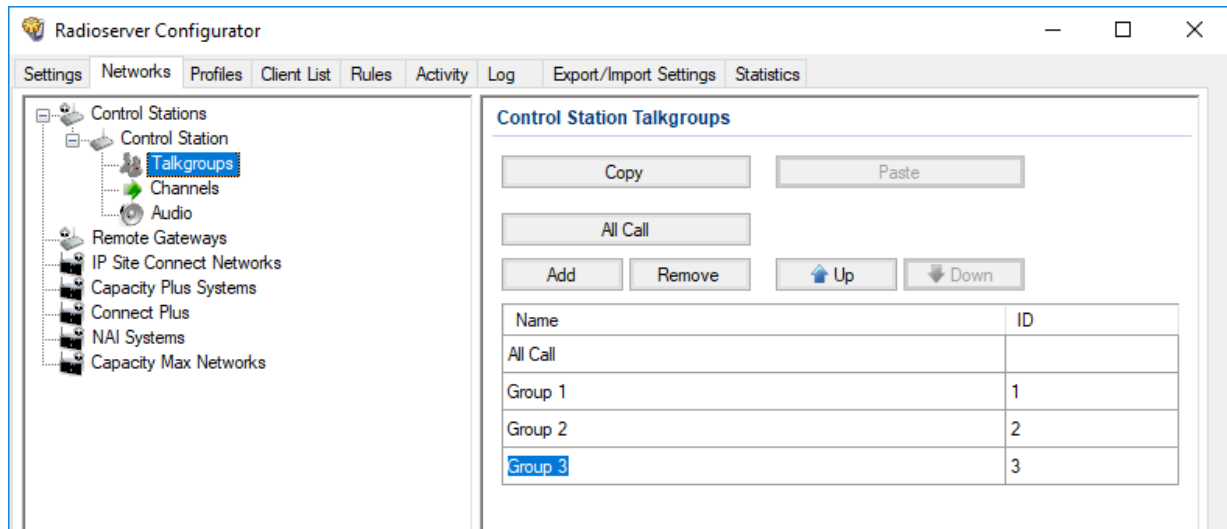 Radioserver Configurator
Settings Networks Profiles Client List Rules Activity Log Export/Import Settings Statistics
Control Stations
Control Station
Talkgroups
Channels
Audio
Remote Gateways
IP Site Connect Networks
Capacity Plus Systems
Connect Plus
NAI Systems
Capacity Max Networks
Control Station Talkgroups
Copy Paste
All Call
Add Remove Up Down
Name ID
All Call
Group 1 1
Group 2 2
Group 3 3